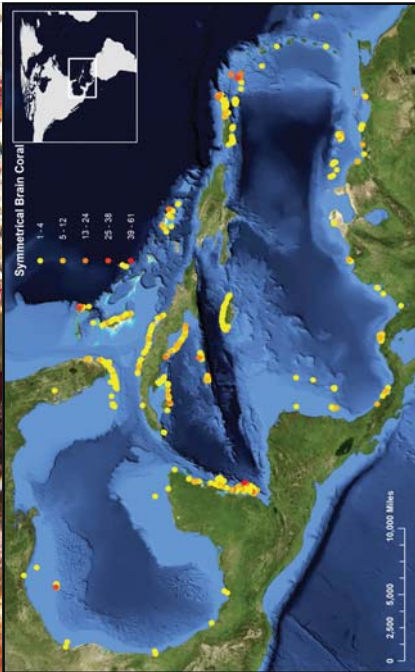 Symmetrical Brain Coral
1 - 4
5 - 12
13 - 24
25 - 38
39 - 61
0 2,500 5,000 10,000 Miles